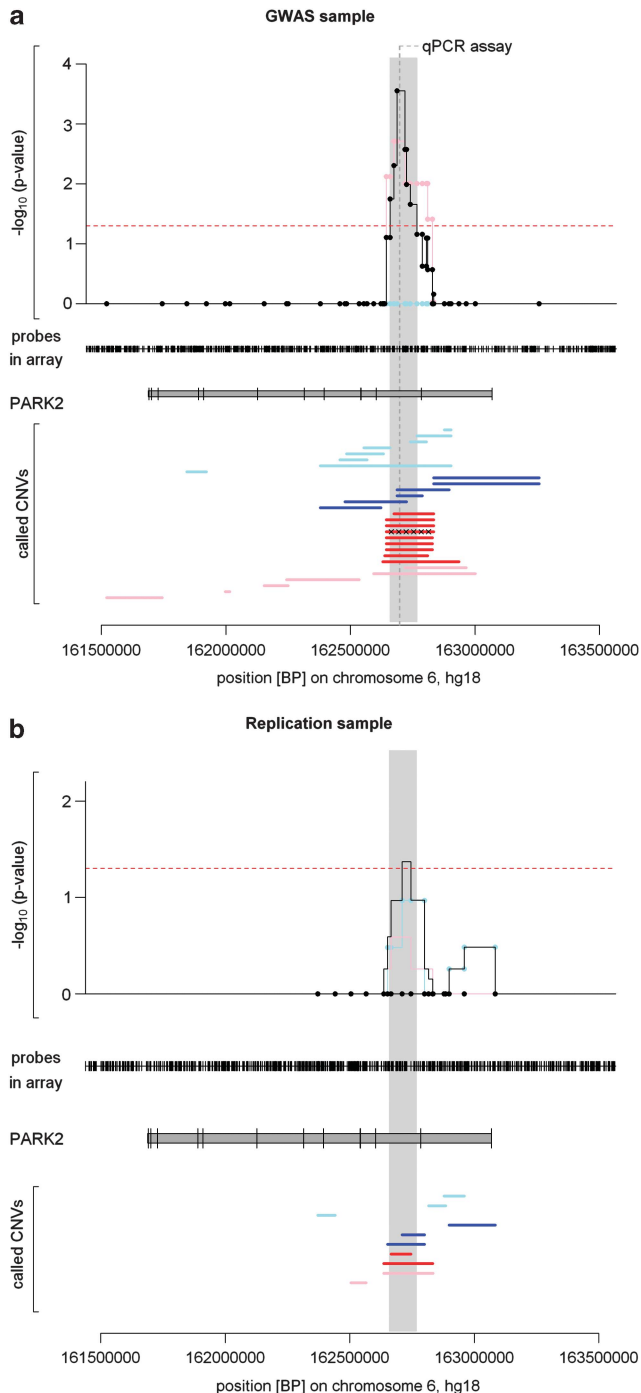 a
GWAS sample
qPCR assay
4
3
2
1
0
-log10 (p-value)
probes
in array
PARK2
called CNVs
161500000 162000000 162500000 163000000 163500000
position [BP] on chromosome 6, hg18
b
Replication sample
2
1
0
-log10 (p-value)
probes
in array
PARK2
called CNVs
161500000 162000000 162500000 163000000 163500000
position [BP] on chromosome 6, hg18